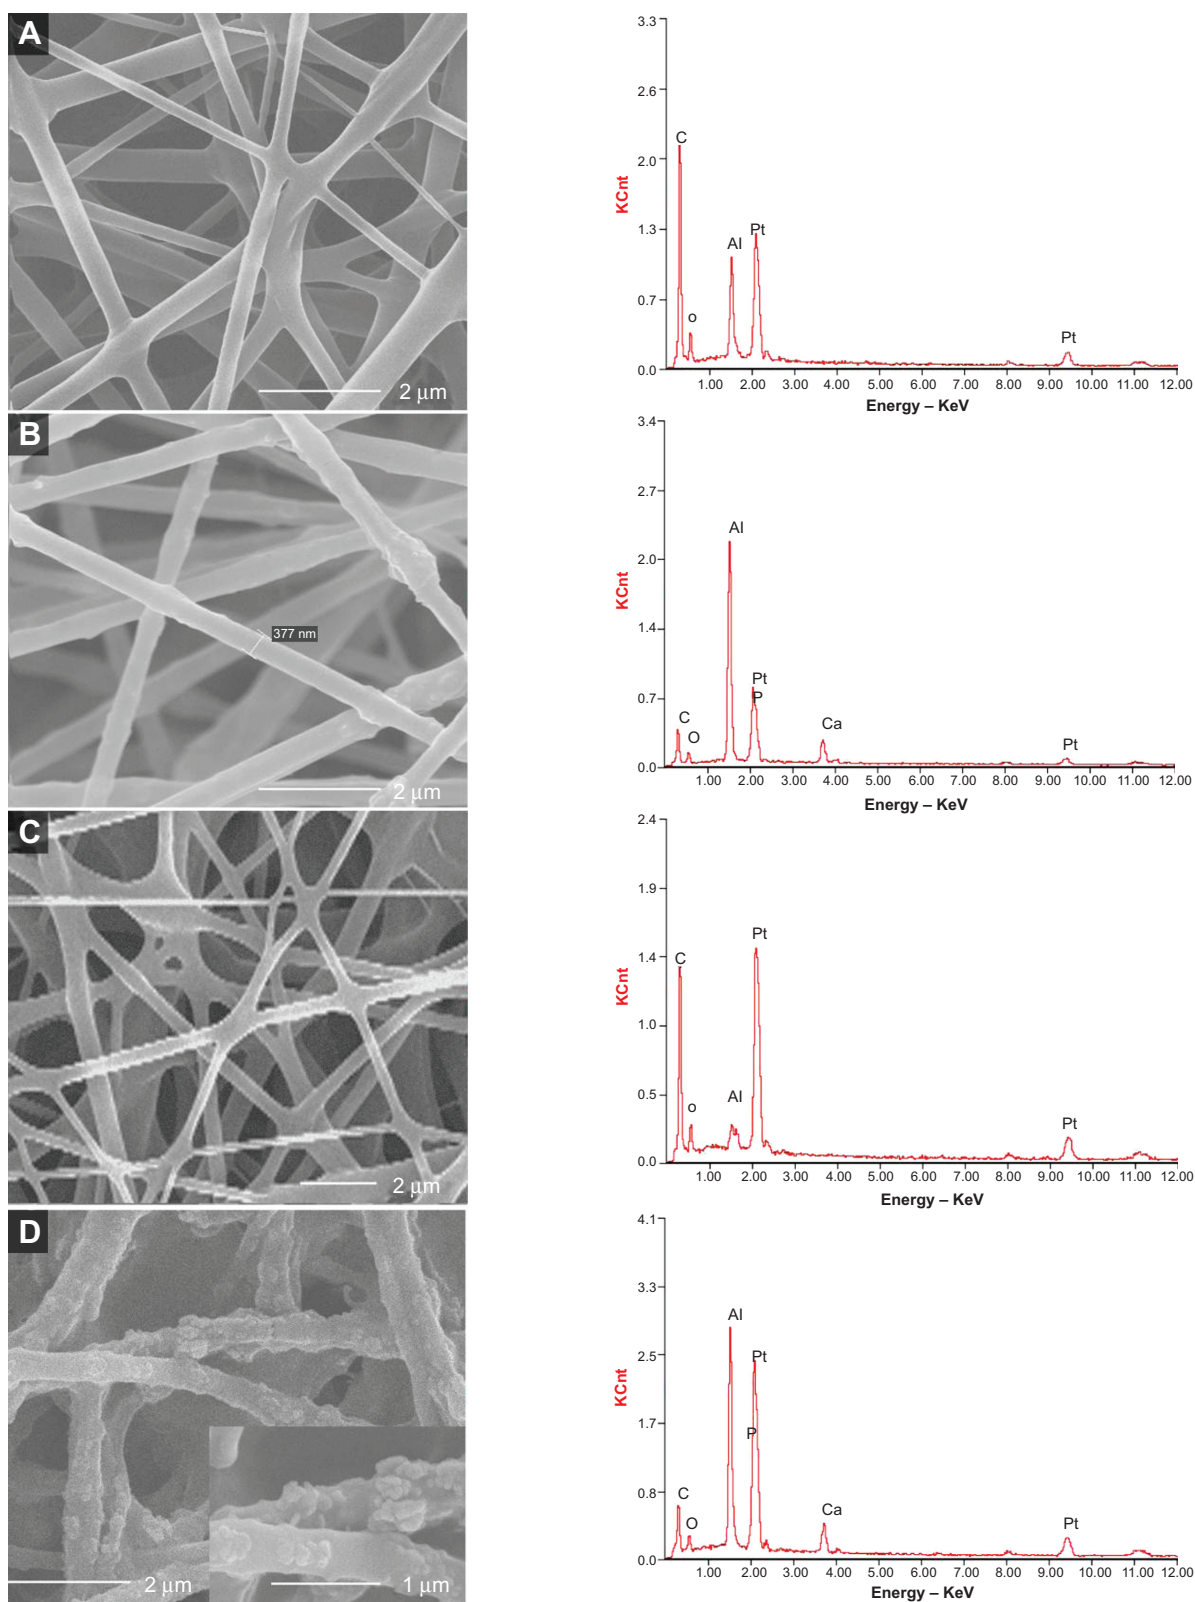 A
2 μm
3.3
2.6
2.0
1.3
0.7
0.0
KCnt
C
o
Al
Pt
Pt
1.00 2.00 3.00 4.00 5.00 6.00 7.00 8.00 9.00 10.00 11.00 12.00
Energy – KeV
B
377 nm
2 μm
3.4
2.7
2.0
1.4
0.7
0.0
KCnt
C
O
Al
Pt
P
Ca
Pt
1.00 2.00 3.00 4.00 5.00 6.00 7.00 8.00 9.00 10.00 11.00 12.00
Energy – KeV
C
2 μm
2.4
1.9
1.4
1.0
0.5
0.0
KCnt
C
o
Al
Pt
Pt
1.00 2.00 3.00 4.00 5.00 6.00 7.00 8.00 9.00 10.00 11.00 12.00
Energy – KeV
D
2 μm
1 μm
4.1
3.3
2.5
1.7
0.8
0.0
KCnt
C
O
Al
Pt
P
Ca
Pt
1.00 2.00 3.00 4.00 5.00 6.00 7.00 8.00 9.00 10.00 11.00 12.00
Energy – KeV